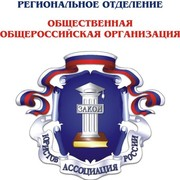 РЕГИОНАЛЬНОЕ ОТДЕЛЕНИЕ
ОБЩЕСТВЕННАЯ
ОБЩЕРОССИЙСКАЯ ОРГАНИЗАЦИЯ
ЗАКОН
ЮРИСТОВ АССОЦИАЦИЯ РОССИИ